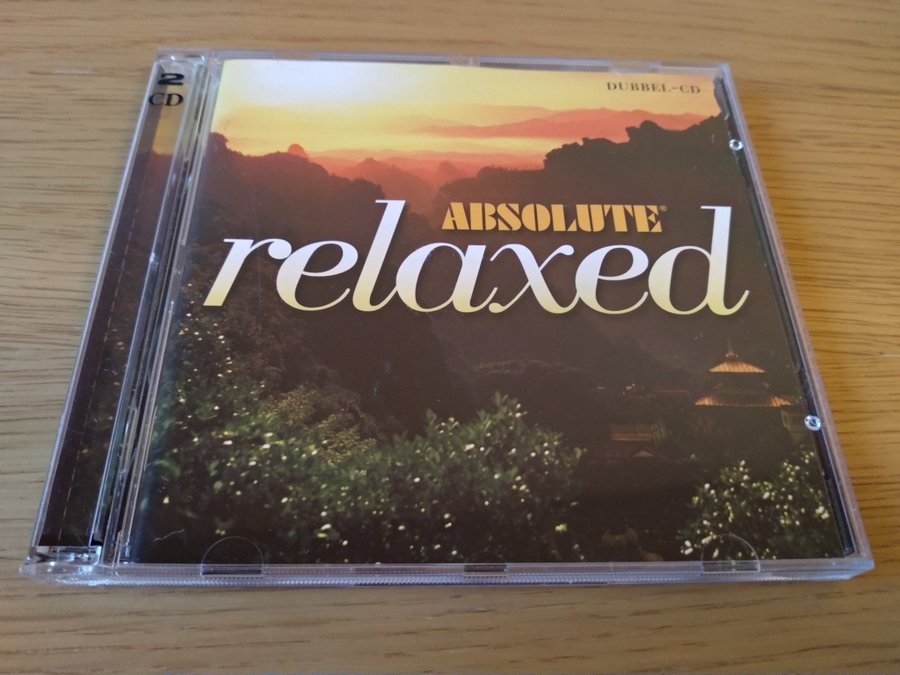 2
CD
DUBBEL-CD
ABSOLUTE®
relaxed